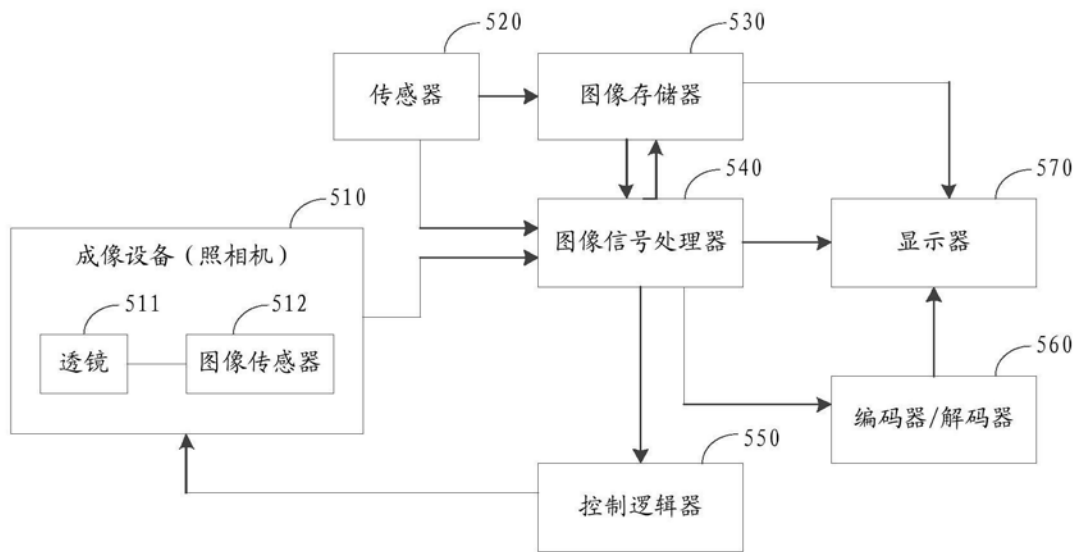 520
传感器
530
图像存储器
540
图像信号处理器
570
显示器
510
成像设备（照相机）
511
透镜
512
图像传感器
560
编码器/解码器
550
控制逻辑器